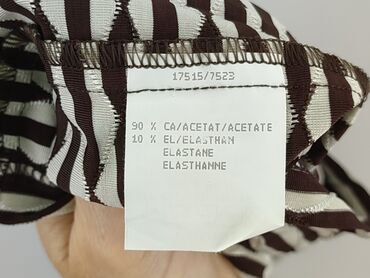 17515/7523
90 % CA/ACETAT/ACETATE
10 % EL/ELASTHAN
ELASTANE
ELASTHANNE